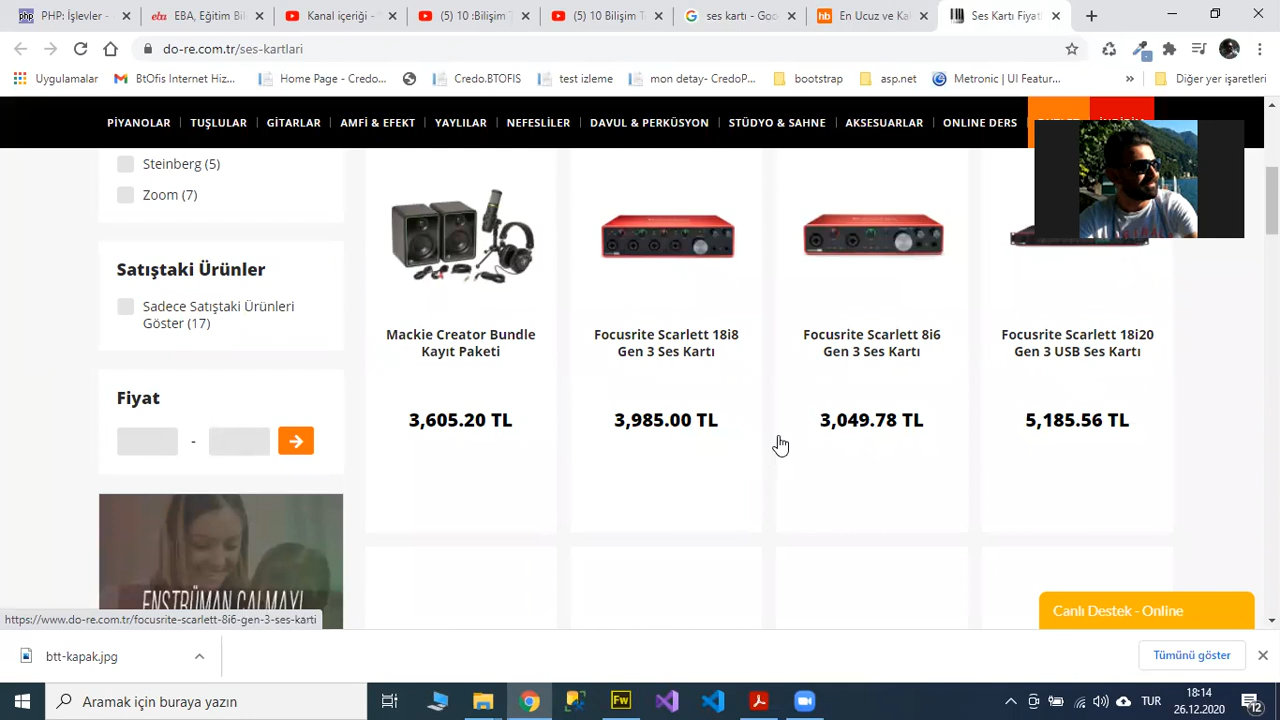 PHP: İşlevler -
EBA, Eğitim Bil
Kanal içeriği -
(5) 10 :Bilişim T
(5) 10 Bilişim Te
ses kartı - Goo
En Ucuz ve Ka
Ses Kartı Fiyatl
do-re.com.tr/ses-kartlari
Uygulamalar
BtOfis Internet Hiz...
Home Page - Credo...
Credo.BTOFIS
test izleme
mon detay- CredoP...
bootstrap
asp.net
Metronic | UI Featur...
»
Diğer yer işaretleri
PİYANOLAR
TUŞLULAR
GİTARLAR
AMFİ & EFEKT
YAYLILAR
NEFESLİLER
DAVUL & PERKÜSYON
STÜDYO & SAHNE
AKSESUARLAR
ONLINE DERS
Steinberg (5)
Zoom (7)
Satıştaki Ürünler
Sadece Satıştaki Ürünleri
Göster (17)
Fiyat
-
ENSTRÜMAN ÇALMAYI
Mackie Creator Bundle
Kayıt Paketi
3,605.20 TL
Focusrite Scarlett 18i8
Gen 3 Ses Kartı
3,985.00 TL
Focusrite Scarlett 8i6
Gen 3 Ses Kartı
3,049.78 TL
Focusrite Scarlett 18i20
Gen 3 USB Ses Kartı
5,185.56 TL
Canlı Destek - Online
https://www.do-re.com.tr/focusrite-scarlett-8i6-gen-3-ses-karti
btt-kapak.jpg
Tümünü göster
Aramak için buraya yazın
Fw
TUR
18:14
26.12.2020
12